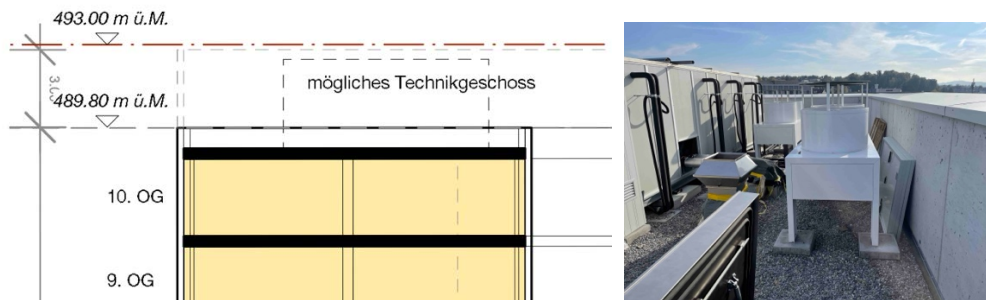 493.00 m ü.M.
mögliches Technikgeschoss
489.80 m ü.M.
10. OG
9. OG